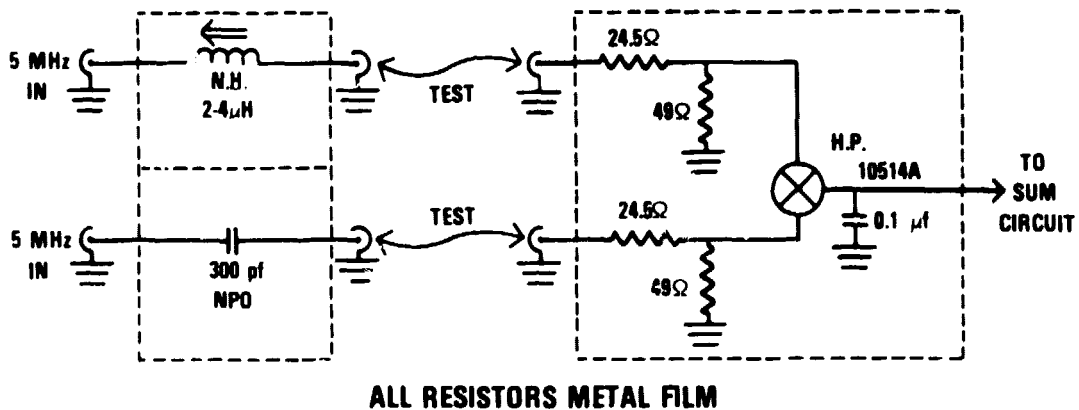 5 MHz
IN
N.H.
2-4μH
TEST
24.5Ω
49Ω
H.P.
10514A
TO
SUM
CIRCUIT
0.1 μf
5 MHz
IN
300 pf
NPO
TEST
24.5Ω
49Ω
ALL RESISTORS METAL FILM